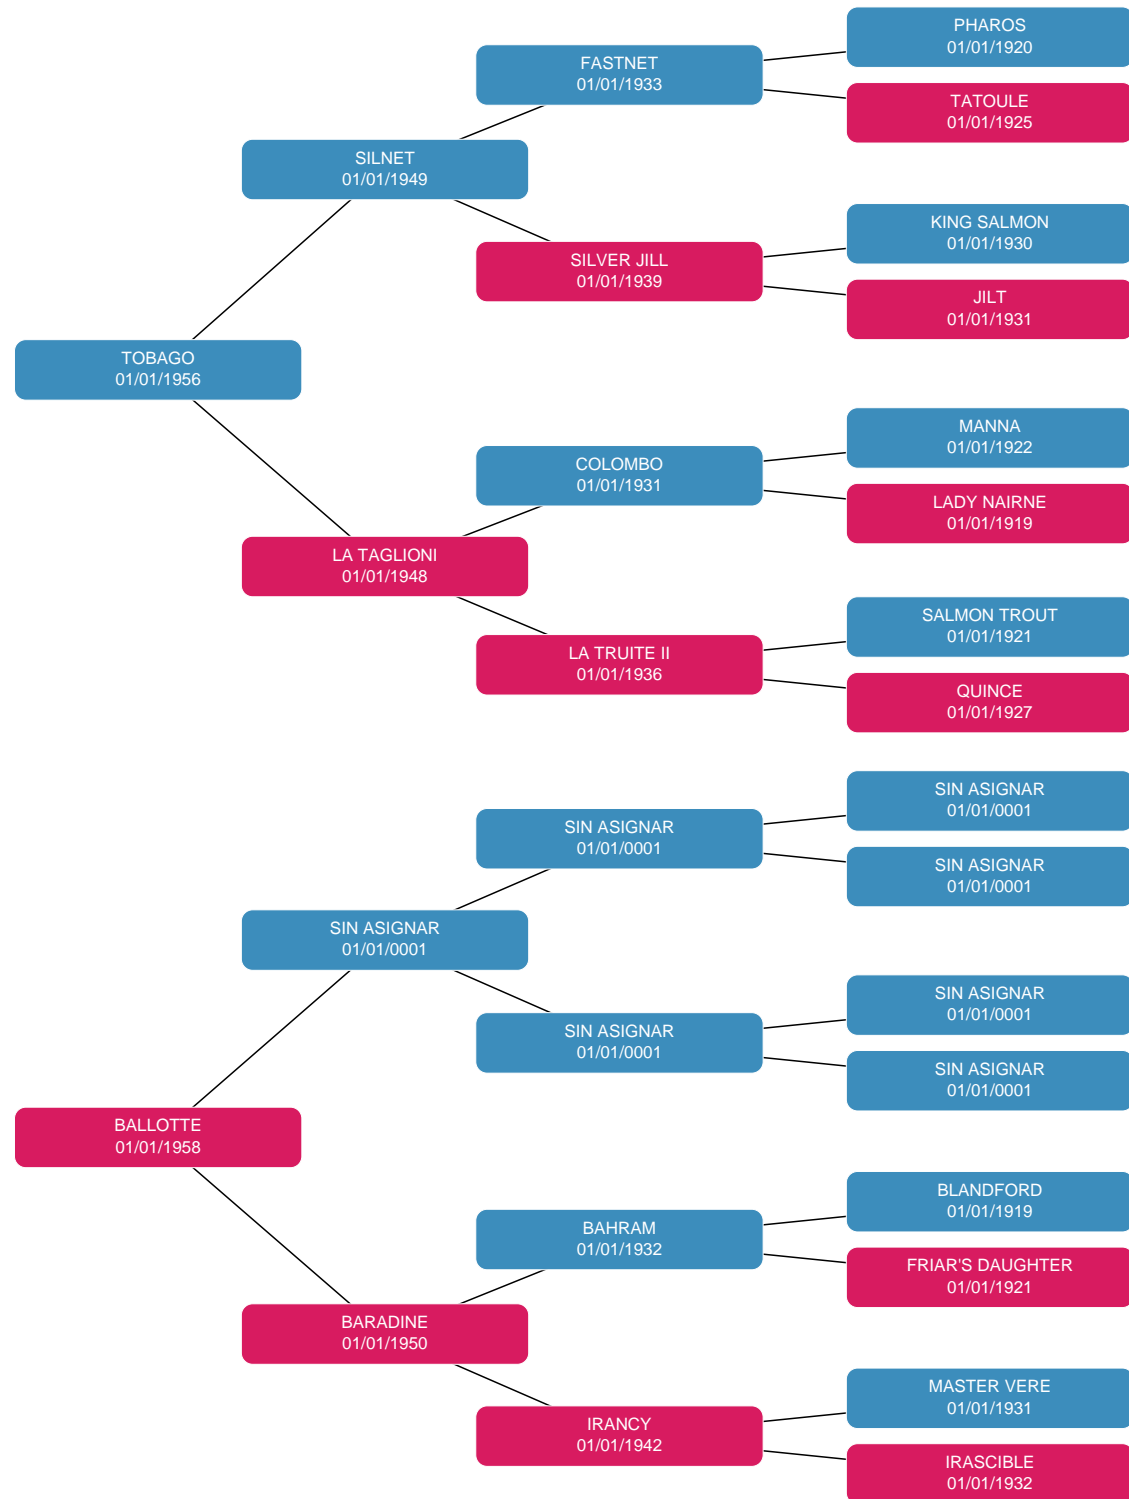 PHAROS
01/01/1920
FASTNET
01/01/1933
TATOULE
01/01/1925
SILNET
01/01/1949
KING SALMON
01/01/1930
SILVER JILL
01/01/1939
JILT
01/01/1931
TOBAGO
01/01/1956
MANNA
01/01/1922
COLOMBO
01/01/1931
LADY NAIRNE
01/01/1919
LA TAGLIONI
01/01/1948
SALMON TROUT
01/01/1921
LA TRUITE II
01/01/1936
QUINCE
01/01/1927
SIN ASIGNAR
01/01/0001
SIN ASIGNAR
01/01/0001
SIN ASIGNAR
01/01/0001
SIN ASIGNAR
01/01/0001
SIN ASIGNAR
01/01/0001
SIN ASIGNAR
01/01/0001
SIN ASIGNAR
01/01/0001
BALLOTTE
01/01/1958
BLANDFORD
01/01/1919
BAHRAM
01/01/1932
FRIAR'S DAUGHTER
01/01/1921
BARADINE
01/01/1950
MASTER VERE
01/01/1931
IRANCY
01/01/1942
IRASCIBLE
01/01/1932